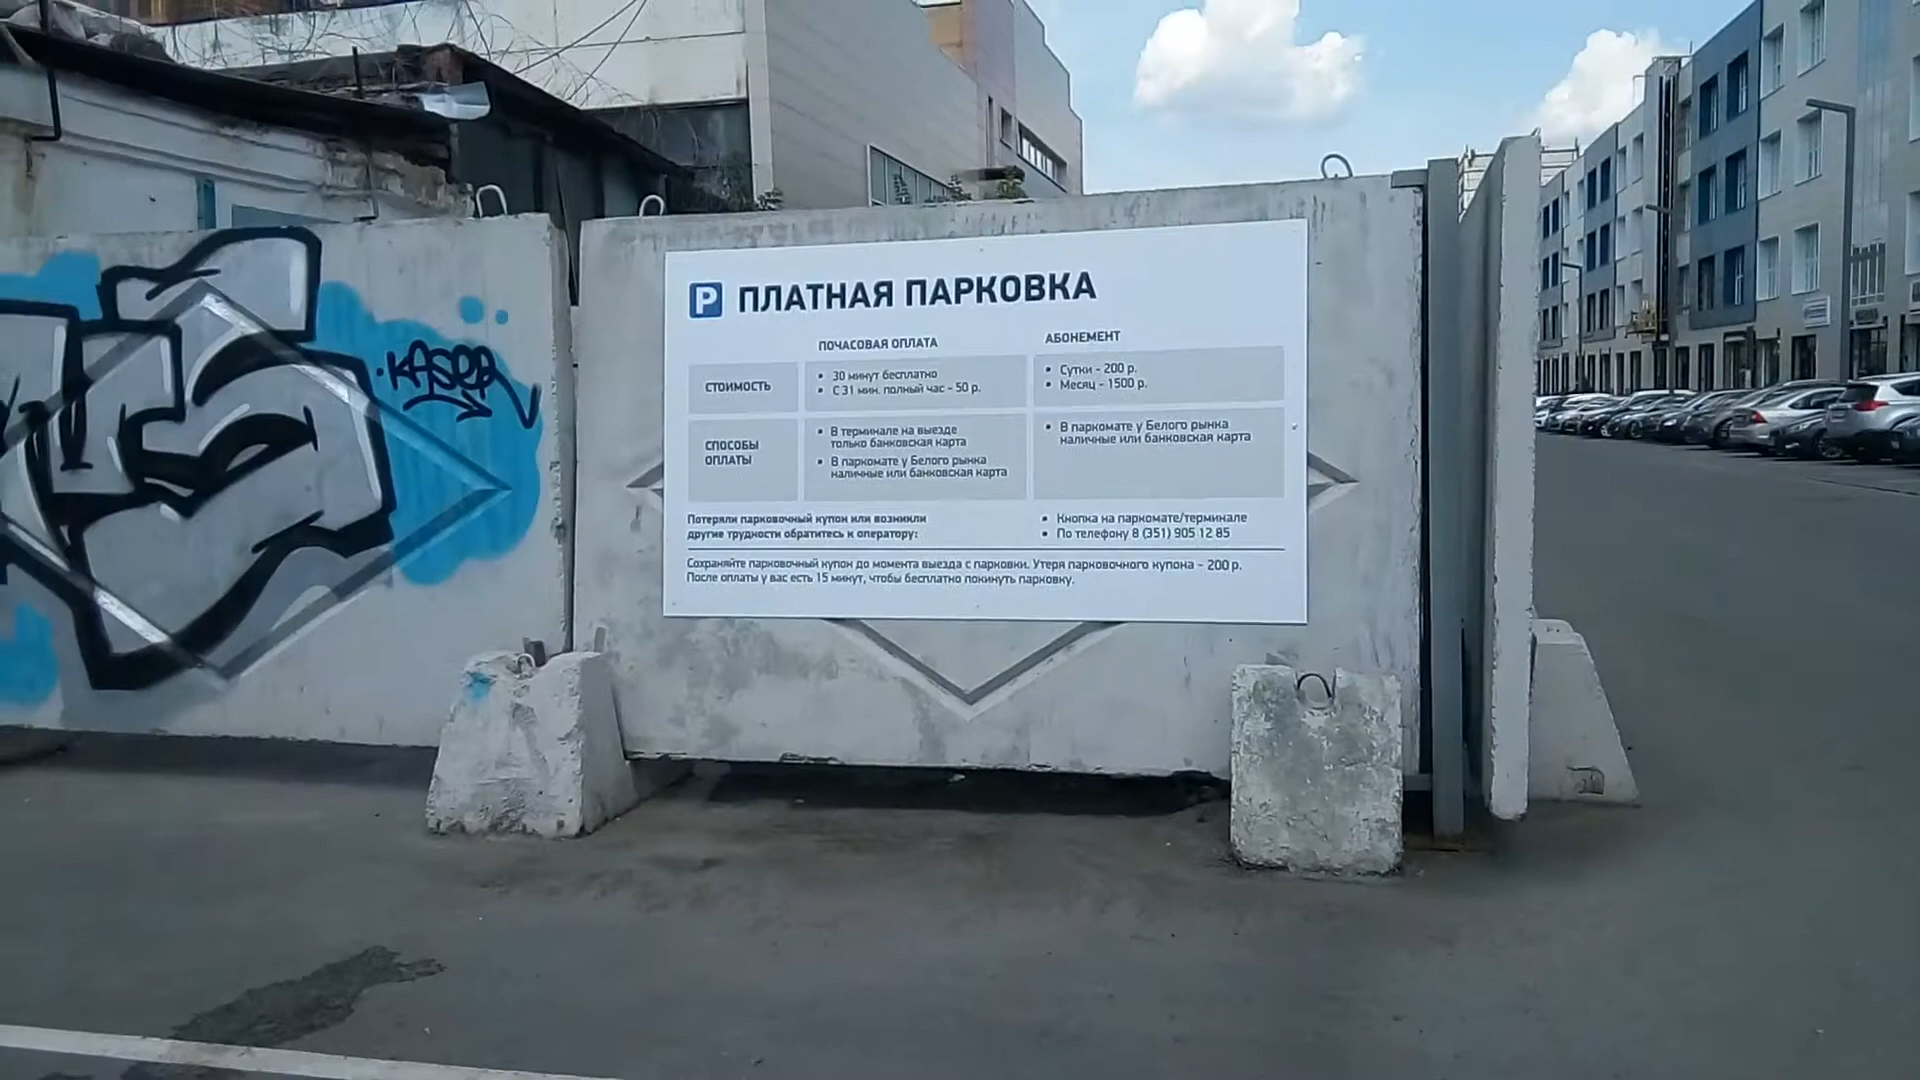 P ПЛАТНАЯ ПАРКОВКА
ПОЧАСОВАЯ ОПЛАТА
АБОНЕМЕНТ
СТОИМОСТЬ
• 30 минут бесплатно
• С 31 мин. полный час - 50 р.
• Сутки - 200 р.
• Месяц - 1500 р.
СПОСОБЫ
ОПЛАТЫ
• В терминале на выезде
только банковская карта
• В паркомате у Белого рынка
наличные или банковская карта
• В паркомате у Белого рынка
наличные или банковская карта
Потеряли парковочный купон или возникли
другие трудности обратитесь к оператору:
• Кнопка на паркомате/терминале
• По телефону 8 (351) 905 12 85
Сохраняйте парковочный купон до момента выезда с парковки. Утеря парковочного купона - 200 р.
После оплаты у вас есть 15 минут, чтобы бесплатно покинуть парковку.